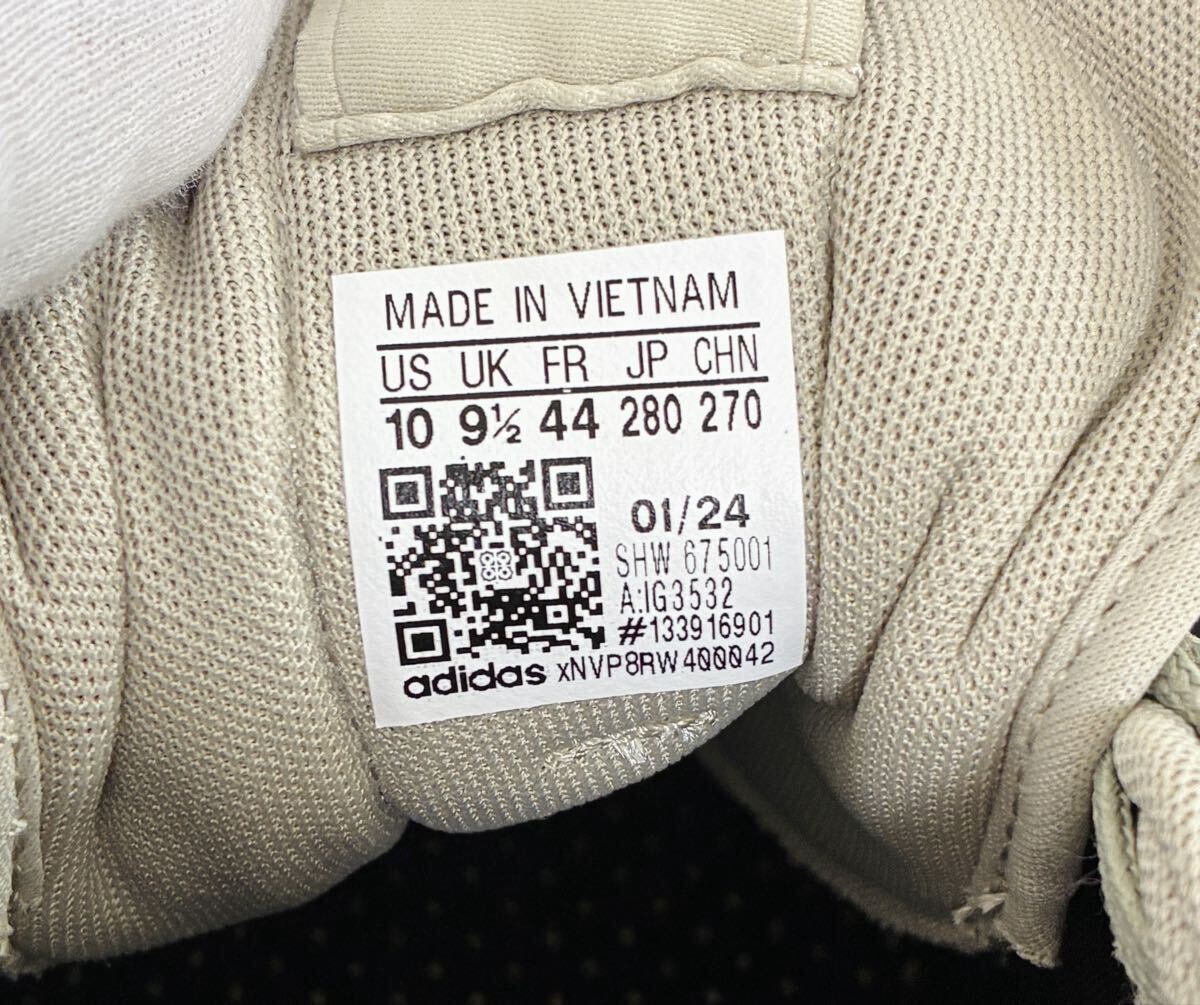 MADE IN VIETNAM
US UK FR JP CHN
10 9½ 44 280 270
01/24
SHW 675001
A:IG3532
#133916901
adidas xNVP8RW400042